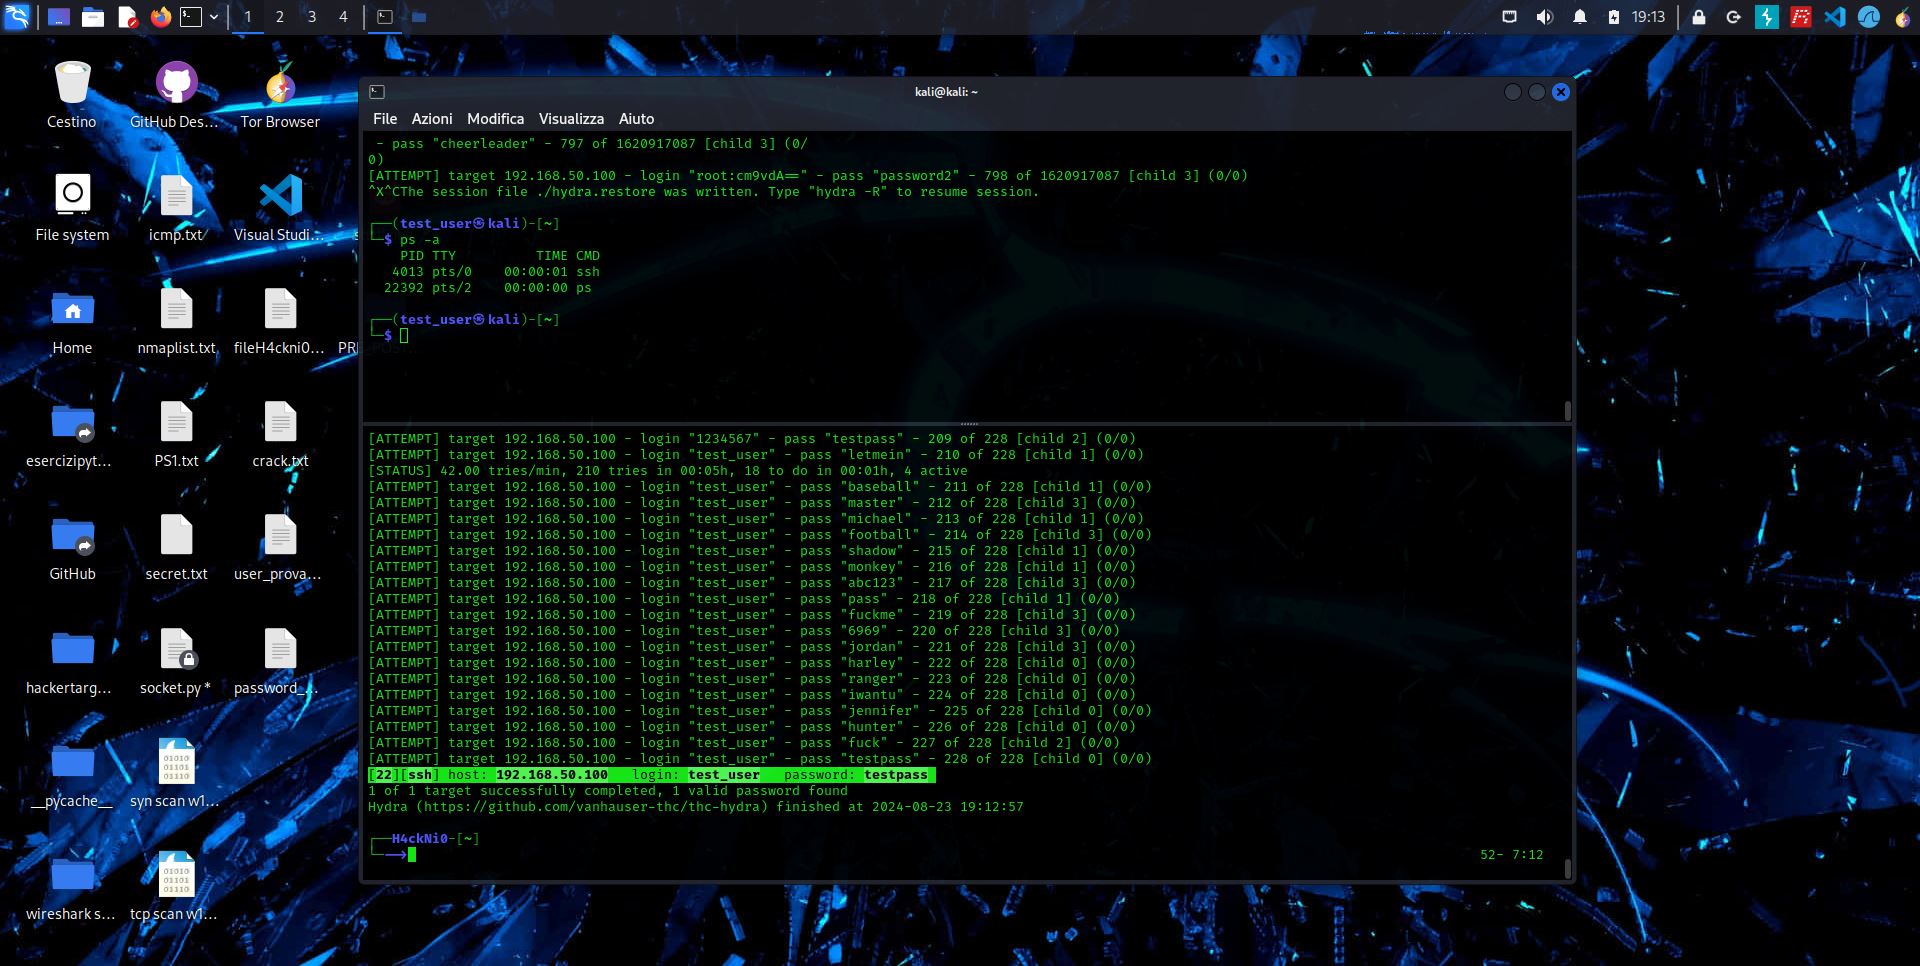 1 2 3 4 19:13
Cestino
GitHub Des...
Tor Browser
File system
icmp.txt
Visual Studi...
Home
nmaplist.txt
fileH4ckni0...
esercizipyt...
PS1.txt
crack.txt
GitHub
secret.txt
user_prova...
hackertarg...
socket.py *
password_...
__pycache__
syn scan w1...
wireshark s...
tcp scan w1...
kali@kali: ~
File Azioni Modifica Visualizza Aiuto
- pass "cheerleader" - 797 of 1620917087 [child 3] (0/
0)
[ATTEMPT] target 192.168.50.100 - login "root:cm9vdA==" - pass "password2" - 798 of 1620917087 [child 3] (0/0)
^X^CThe session file ./hydra.restore was written. Type "hydra -R" to resume session.
┌──(test_user㉿kali)-[~]
└─$ ps -a
PID TTY TIME CMD
4013 pts/0 00:00:01 ssh
22392 pts/2 00:00:00 ps
┌──(test_user㉿kali)-[~]
└─$
[ATTEMPT] target 192.168.50.100 - login "1234567" - pass "testpass" - 209 of 228 [child 2] (0/0)
[ATTEMPT] target 192.168.50.100 - login "test_user" - pass "letmein" - 210 of 228 [child 1] (0/0)
[STATUS] 42.00 tries/min, 210 tries in 00:05h, 18 to do in 00:01h, 4 active
[ATTEMPT] target 192.168.50.100 - login "test_user" - pass "baseball" - 211 of 228 [child 1] (0/0)
[ATTEMPT] target 192.168.50.100 - login "test_user" - pass "master" - 212 of 228 [child 3] (0/0)
[ATTEMPT] target 192.168.50.100 - login "test_user" - pass "michael" - 213 of 228 [child 1] (0/0)
[ATTEMPT] target 192.168.50.100 - login "test_user" - pass "football" - 214 of 228 [child 3] (0/0)
[ATTEMPT] target 192.168.50.100 - login "test_user" - pass "shadow" - 215 of 228 [child 1] (0/0)
[ATTEMPT] target 192.168.50.100 - login "test_user" - pass "monkey" - 216 of 228 [child 1] (0/0)
[ATTEMPT] target 192.168.50.100 - login "test_user" - pass "abc123" - 217 of 228 [child 3] (0/0)
[ATTEMPT] target 192.168.50.100 - login "test_user" - pass "pass" - 218 of 228 [child 1] (0/0)
[ATTEMPT] target 192.168.50.100 - login "test_user" - pass "fuckme" - 219 of 228 [child 3] (0/0)
[ATTEMPT] target 192.168.50.100 - login "test_user" - pass "6969" - 220 of 228 [child 3] (0/0)
[ATTEMPT] target 192.168.50.100 - login "test_user" - pass "jordan" - 221 of 228 [child 3] (0/0)
[ATTEMPT] target 192.168.50.100 - login "test_user" - pass "harley" - 222 of 228 [child 0] (0/0)
[ATTEMPT] target 192.168.50.100 - login "test_user" - pass "ranger" - 223 of 228 [child 0] (0/0)
[ATTEMPT] target 192.168.50.100 - login "test_user" - pass "iwantu" - 224 of 228 [child 0] (0/0)
[ATTEMPT] target 192.168.50.100 - login "test_user" - pass "jennifer" - 225 of 228 [child 0] (0/0)
[ATTEMPT] target 192.168.50.100 - login "test_user" - pass "hunter" - 226 of 228 [child 0] (0/0)
[ATTEMPT] target 192.168.50.100 - login "test_user" - pass "fuck" - 227 of 228 [child 2] (0/0)
[ATTEMPT] target 192.168.50.100 - login "test_user" - pass "testpass" - 228 of 228 [child 0] (0/0)
[22][ssh] host: 192.168.50.100 login: test_user password: testpass
1 of 1 target successfully completed, 1 valid password found
Hydra (https://github.com/vanhauser-thc/thc-hydra) finished at 2024-08-23 19:12:57
┌──H4ckNi0-[~]
└───> 52- 7:12